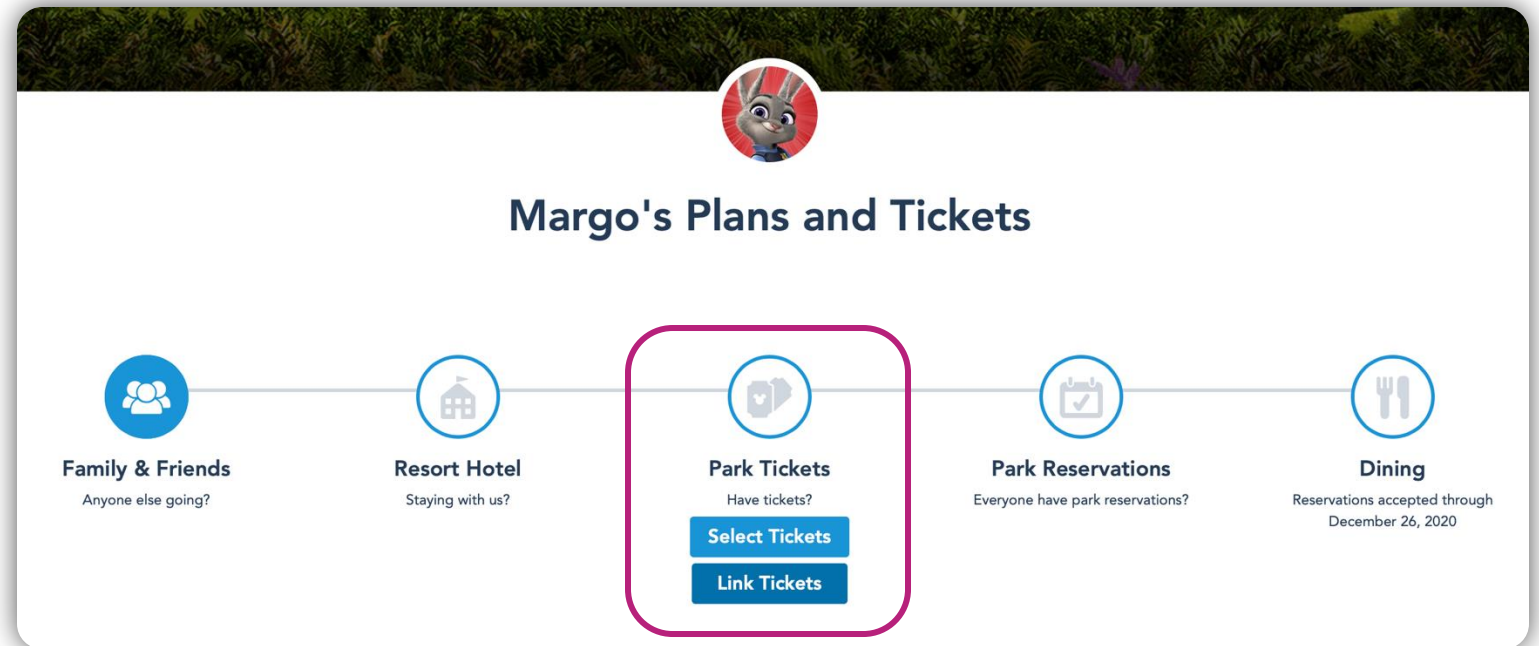 Margo's Plans and Tickets
Family & Friends
Anyone else going?
Resort Hotel
Staying with us?
Park Tickets
Have tickets?
Select Tickets
Link Tickets
Park Reservations
Everyone have park reservations?
Dining
Reservations accepted through
December 26, 2020